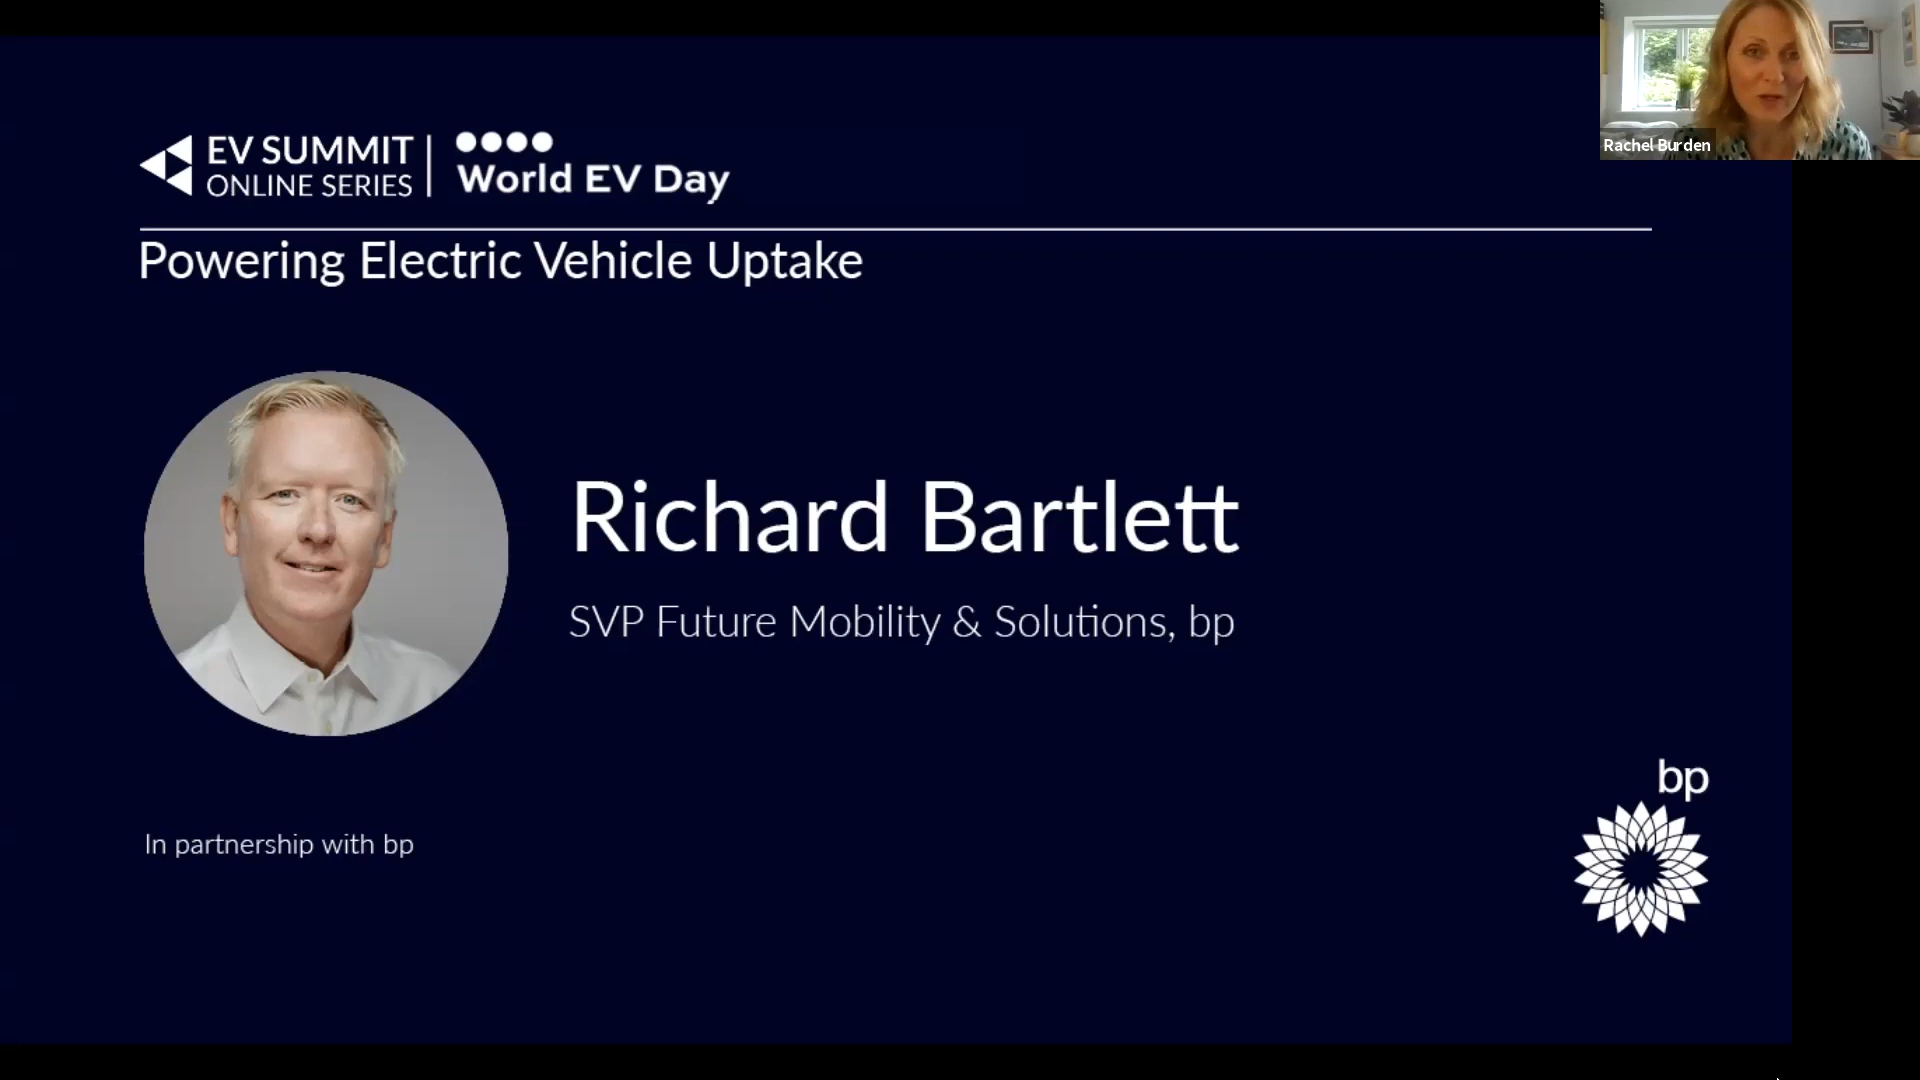 EV SUMMIT
ONLINE SERIES
World EV Day
Rachel Burden
Powering Electric Vehicle Uptake
Richard Bartlett
SVP Future Mobility & Solutions, bp
bp
In partnership with bp